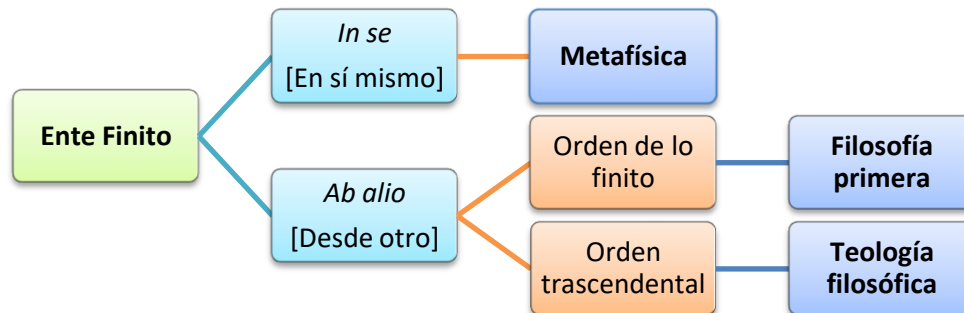 Ente Finito
In se
[En sí mismo]
Metafísica
Ab alio
[Desde otro]
Orden de lo
finito
Filosofía
primera
Orden
trascendental
Teología
filosófica